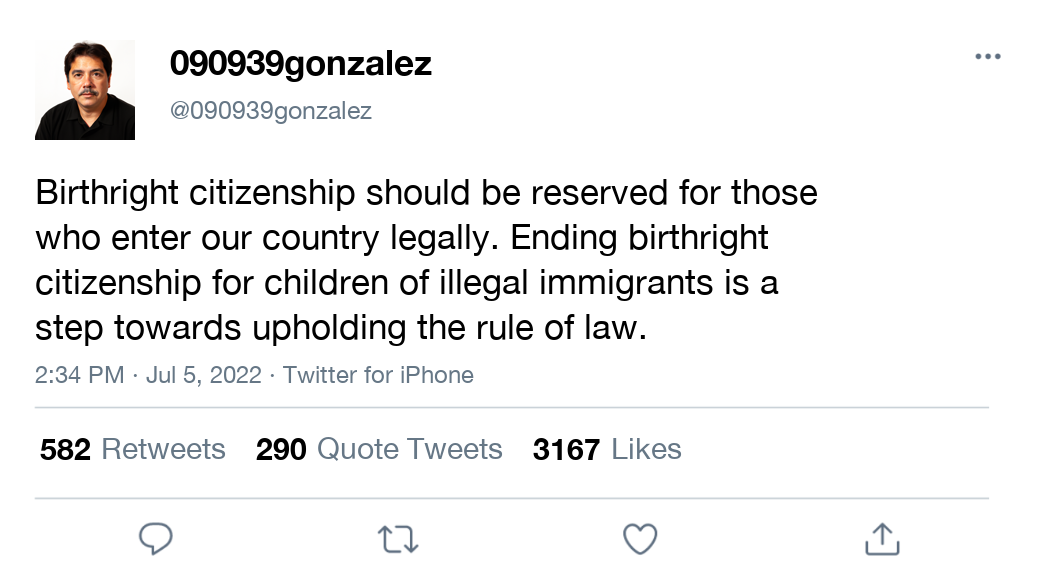 090939gonzalez
@090939gonzalez
Birthright citizenship should be reserved for those
who enter our country legally. Ending birthright
citizenship for children of illegal immigrants is a
step towards upholding the rule of law.
2:34 PM · Jul 5, 2022 · Twitter for iPhone
582 Retweets 290 Quote Tweets 3167 Likes